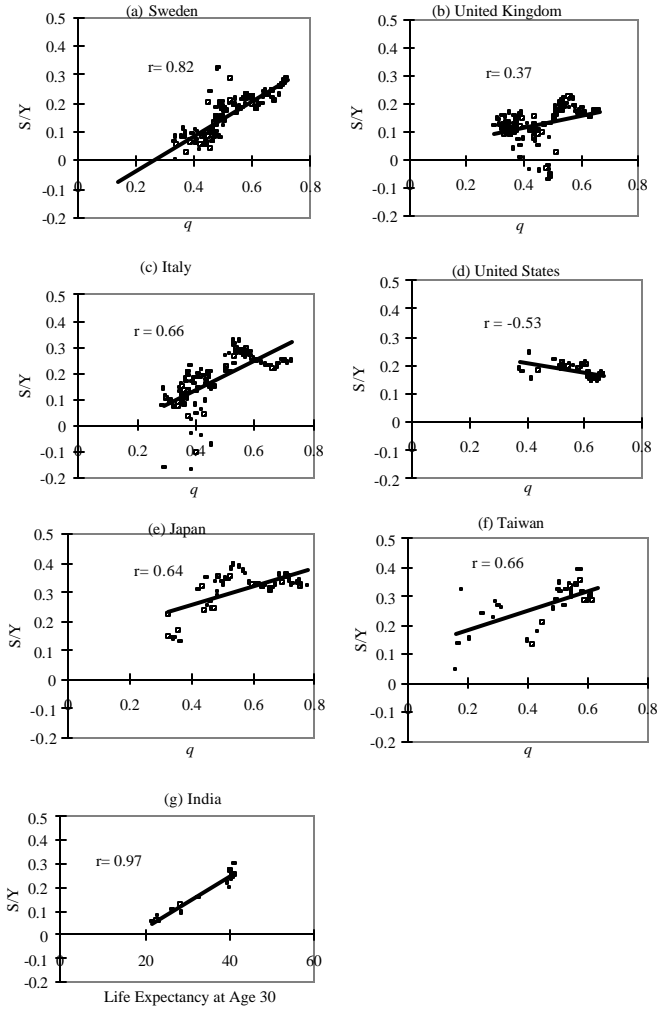 (a) Sweden
0.5
0.4
0.3
0.2
0.1
0
-0.1
-0.2
S/Y
r= 0.82
0 0.2 0.4 0.6 0.8
q
(b) United Kingdom
0.5
0.4
0.3
0.2
0.1
0
-0.1
-0.2
S/Y
r= 0.37
0 0.2 0.4 0.6 0.8
q
(c) Italy
0.5
0.4
0.3
0.2
0.1
0
-0.1
-0.2
S/Y
r = 0.66
0 0.2 0.4 0.6 0.8
q
(d) United States
0.5
0.4
0.3
0.2
0.1
0
-0.1
-0.2
S/Y
r = -0.53
0 0.2 0.4 0.6 0.8
q
(e) Japan
0.5
0.4
0.3
0.2
0.1
0
-0.1
-0.2
S/Y
r= 0.64
0 0.2 0.4 0.6 0.8
q
(f) Taiwan
0.5
0.4
0.3
0.2
0.1
0
-0.1
-0.2
S/Y
r = 0.66
0 0.2 0.4 0.6 0.8
q
(g) India
0.5
0.4
0.3
0.2
0.1
0
-0.1
-0.2
S/Y
r= 0.97
0 20 40 60
Life Expectancy at Age 30